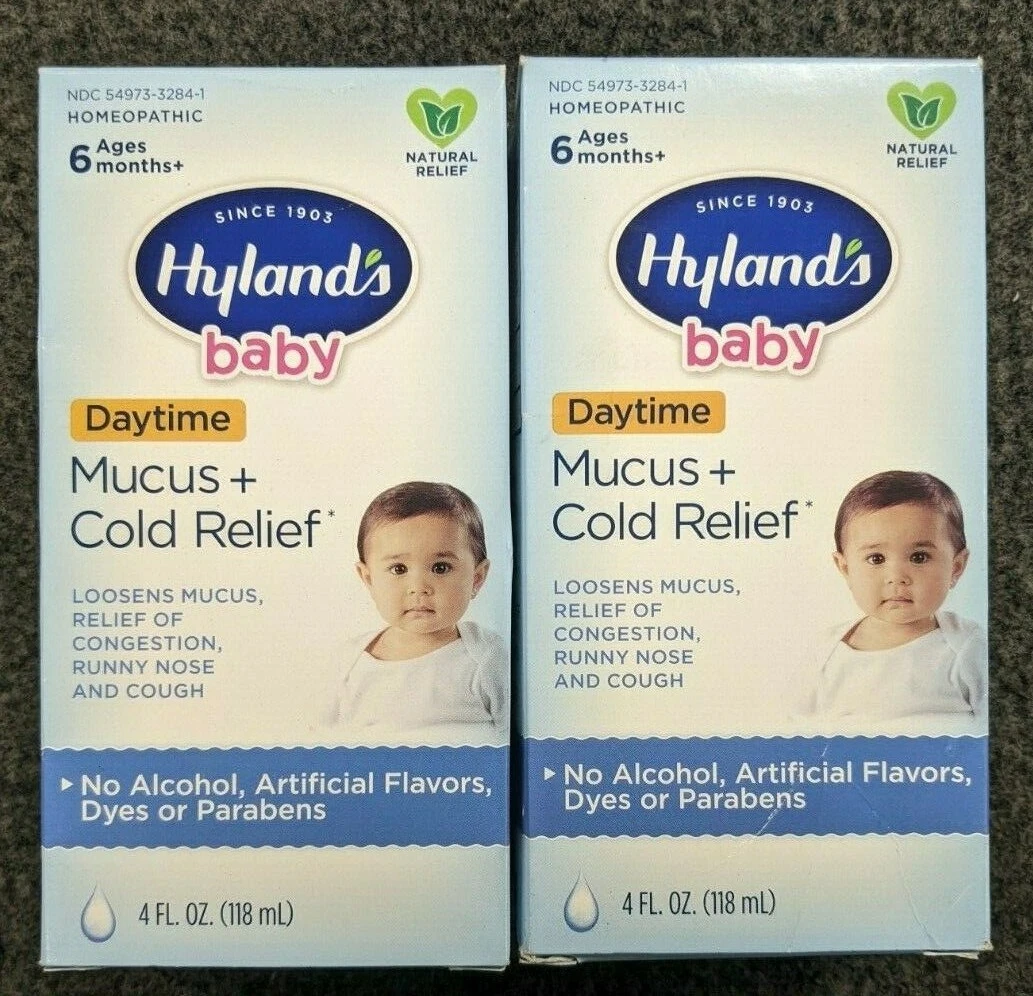 NDC 54973-3284-1
HOMEOPATHIC
6 Ages
months+
NATURAL
RELIEF
SINCE 1903
Hyland's
baby
Daytime
Mucus +
Cold Relief*
LOOSENS MUCUS,
RELIEF OF
CONGESTION,
RUNNY NOSE
AND COUGH
No Alcohol, Artificial Flavors,
Dyes or Parabens
4 FL. OZ. (118 mL)
NDC 54973-3284-1
HOMEOPATHIC
6 Ages
months+
NATURAL
RELIEF
SINCE 1903
Hyland's
baby
Daytime
Mucus +
Cold Relief*
LOOSENS MUCUS,
RELIEF OF
CONGESTION,
RUNNY NOSE
AND COUGH
No Alcohol, Artificial Flavors,
Dyes or Parabens
4 FL. OZ. (118 mL)